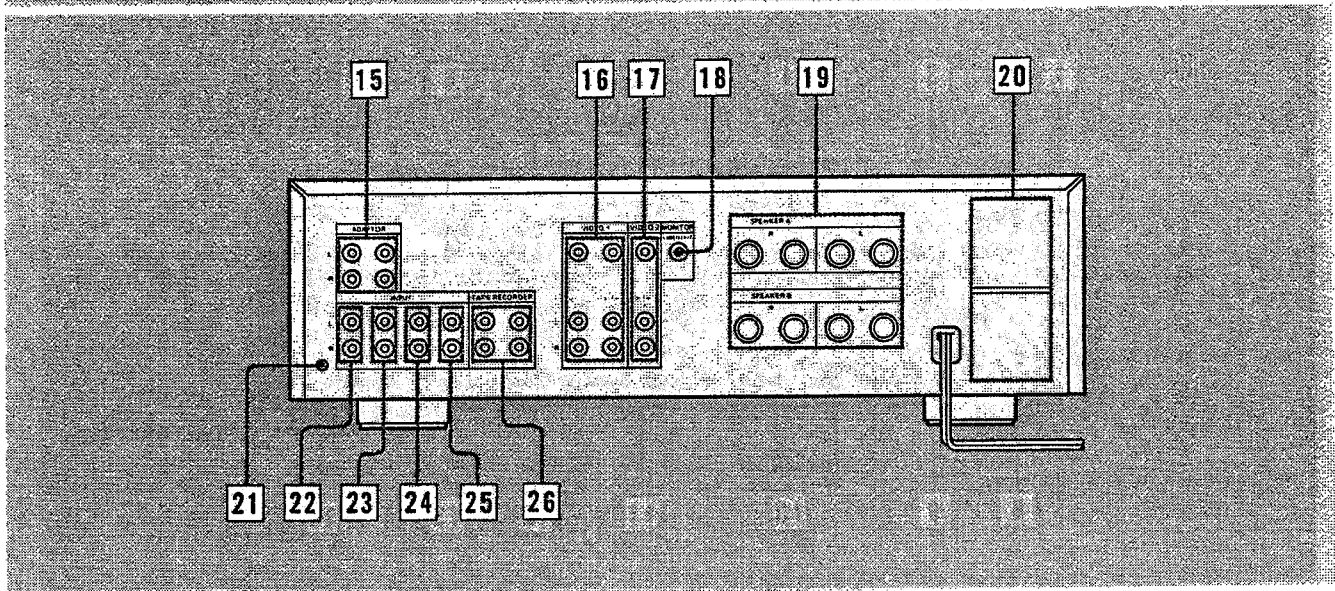 15 16 17 18 19 20
SPEAKER A
ADAPTOR VIDEO 1 VIDEO 2 MONITOR
R L
L
R
SPEAKER B
INPUT TAPE RECORDER
R L
L
R
21 22 23 24 25 26